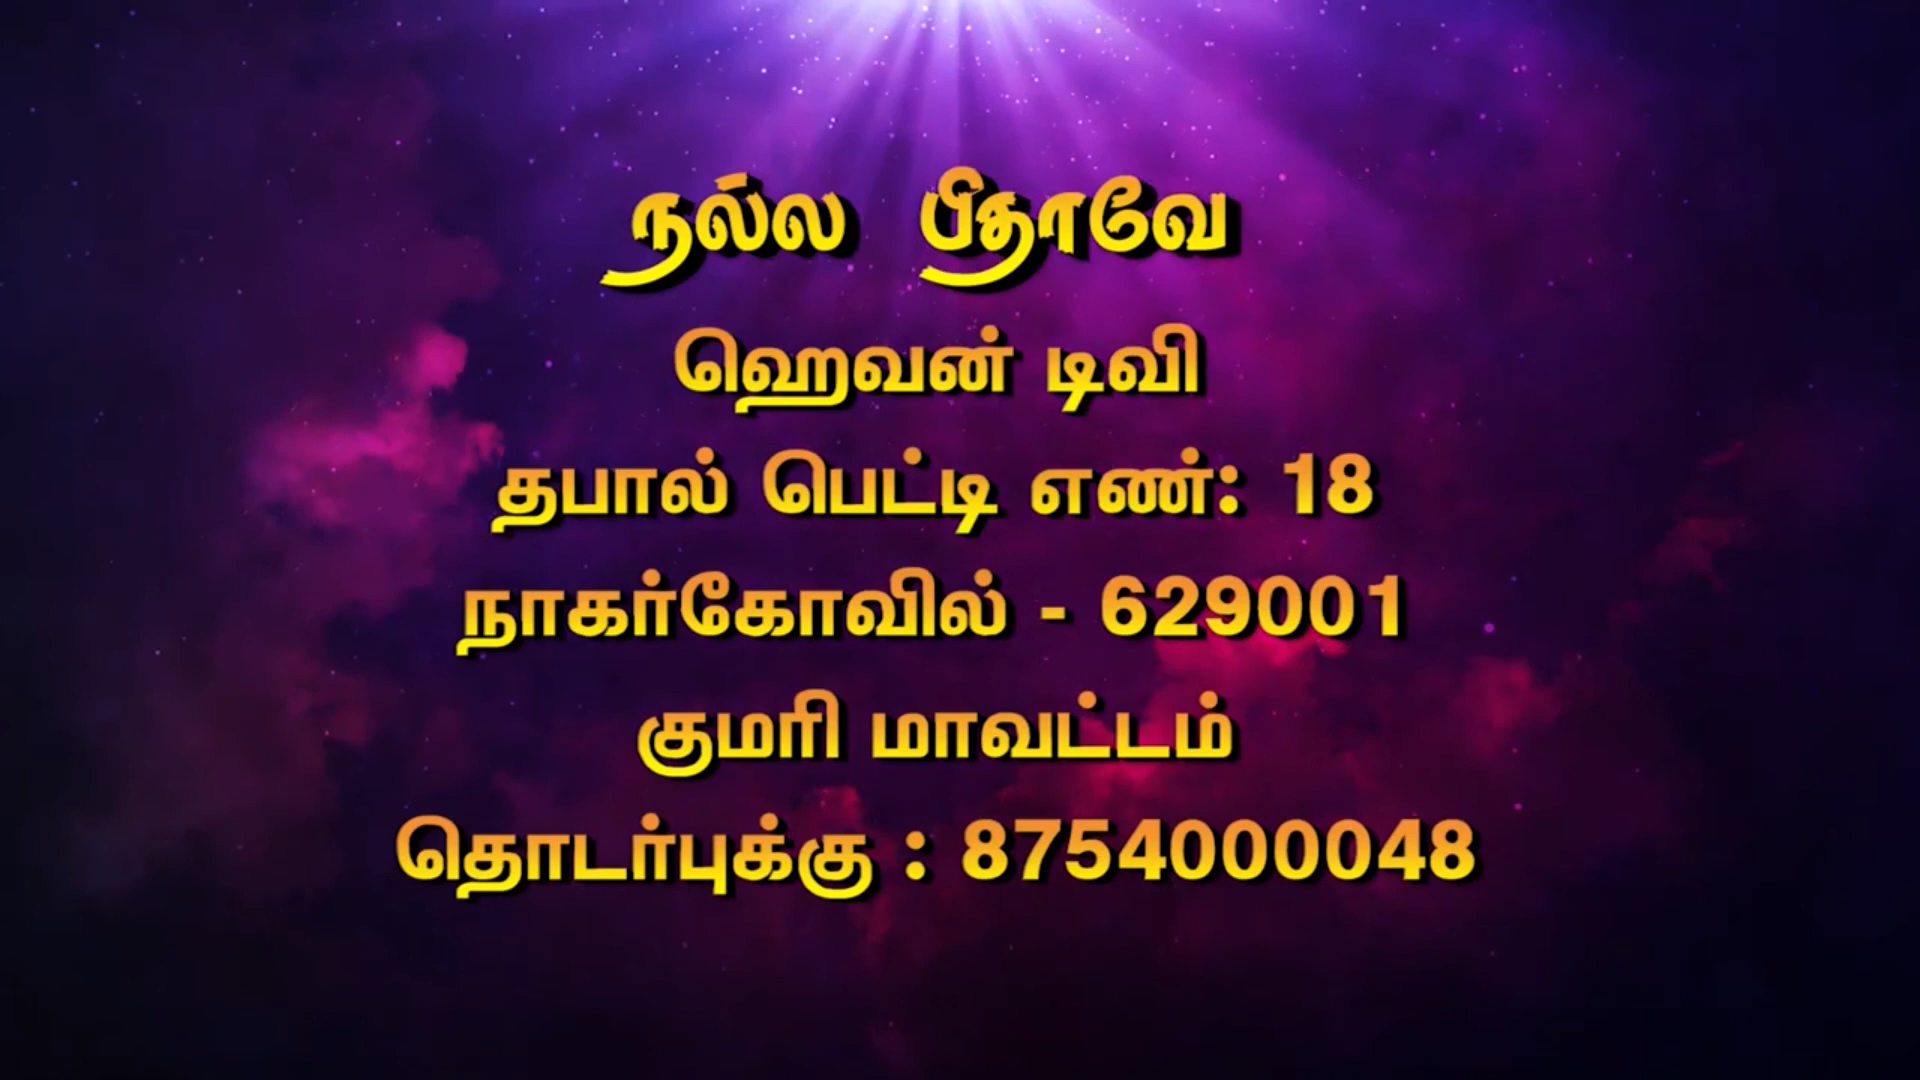 நல்ல பீதாவே
ஹெவன் டிவி
தபால் பெட்டி எண்: 18
நாகர்கோவில் - 629001
குமரி மாவட்டம்
தொடர்புக்கு : 8754000048